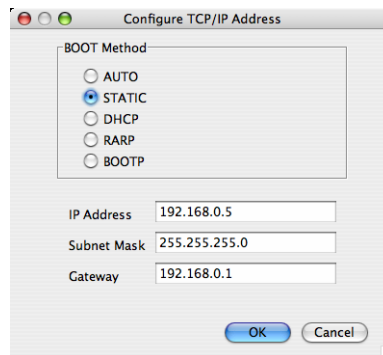 Configure TCP/IP Address
BOOT Method
AUTO
STATIC
DHCP
RARP
BOOTP
IP Address 192.168.0.5
Subnet Mask 255.255.255.0
Gateway 192.168.0.1
OK Cancel